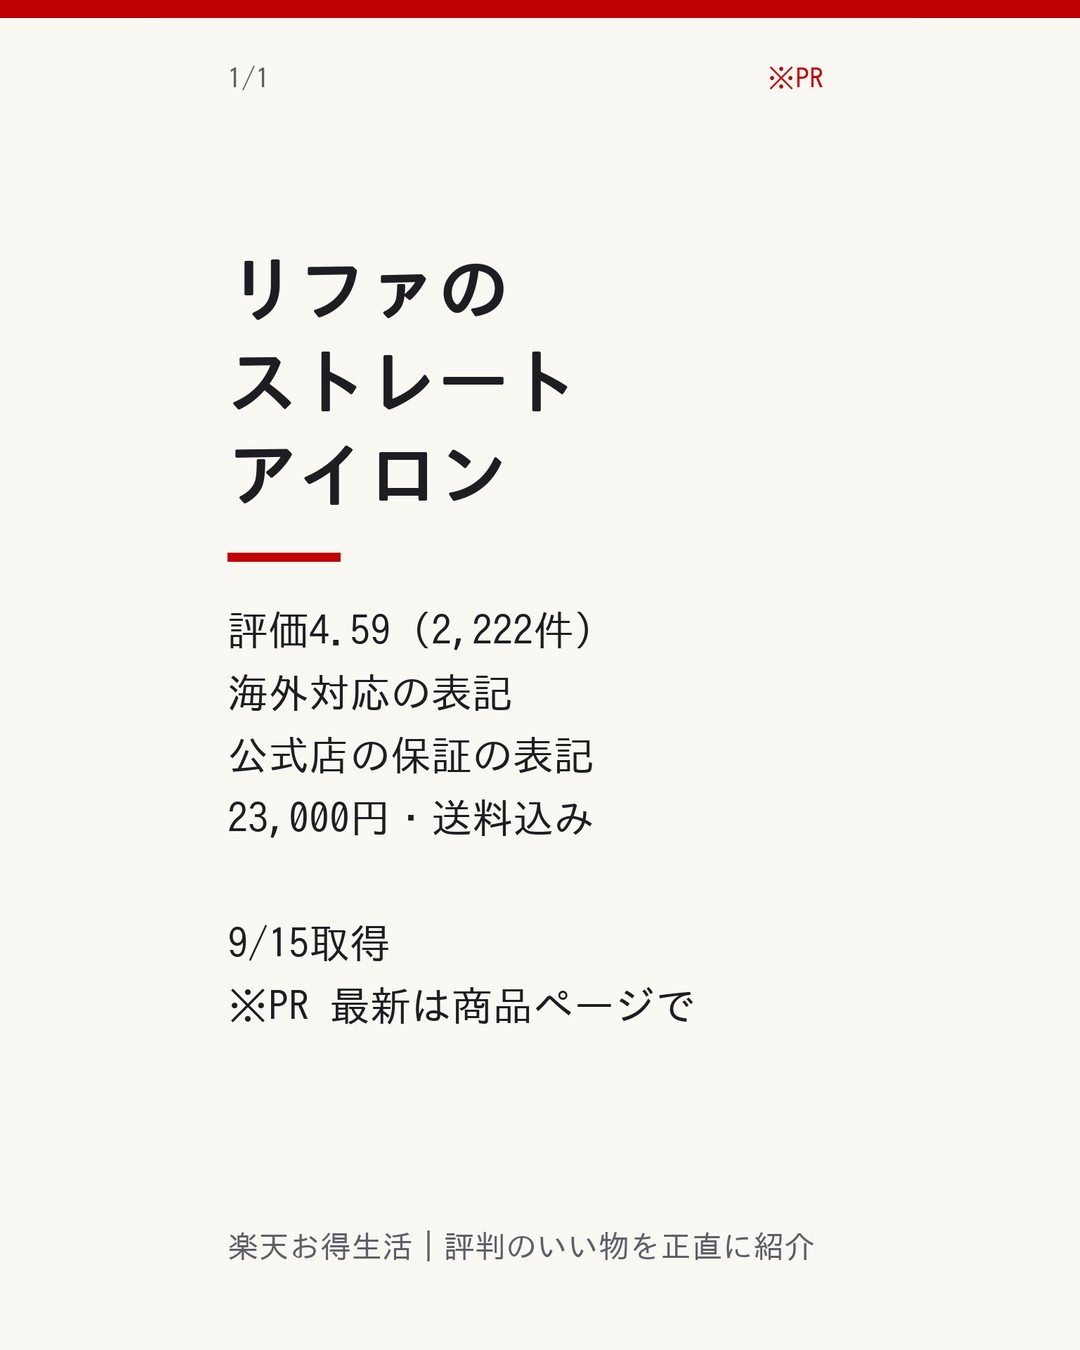 1/1
※PR
リファの
ストレート
アイロン
評価4.59（2,222件）
海外対応の表記
公式店の保証の表記
23,000円・送料込み
9/15取得
※PR 最新は商品ページで
楽天お得生活｜評判のいい物を正直に紹介